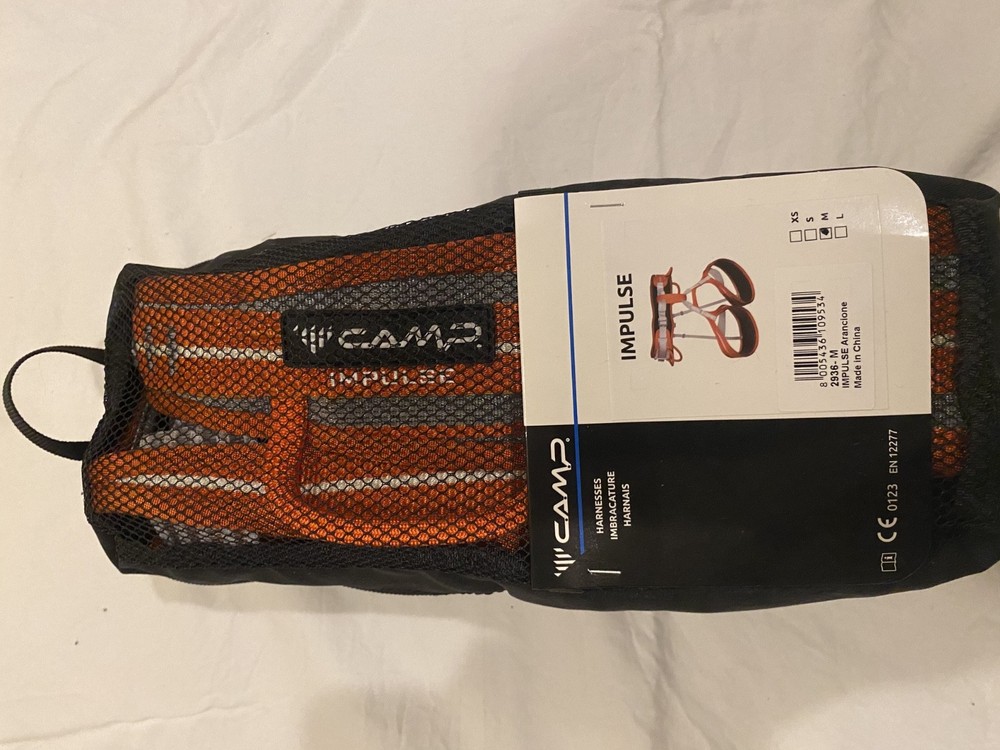 CAMP
IMPULSE
IMPULSE
XS
S
M
L
8 005436 109534
2936- M
IMPULSE Arancione
Made in China
CAMP
HARNESSES
IMBRACATURE
HARNAIS
CE 0123 EN 12277